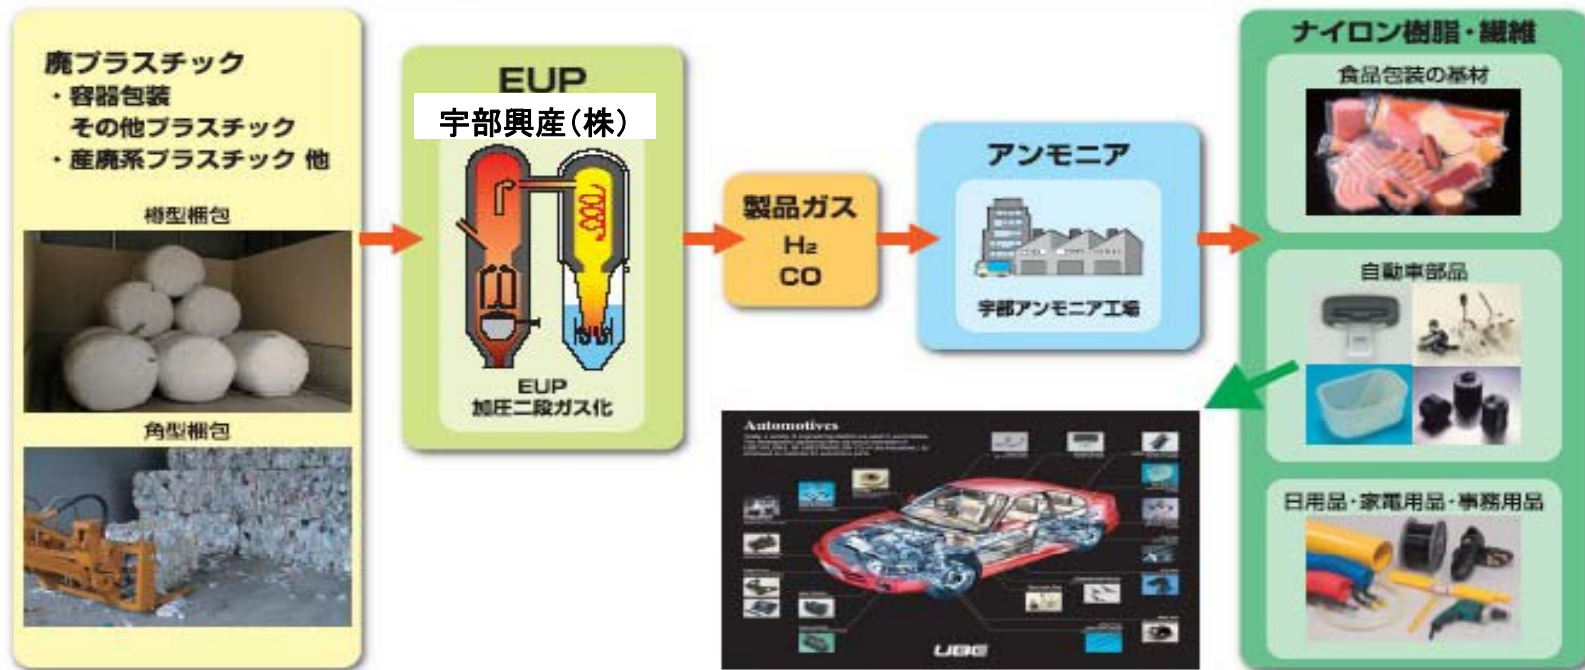 廃プラスチック
・容器包装
その他プラスチック
・産廃系プラスチック 他
樽型梱包
角型梱包
EUP
宇部興産(株)
EUP
加圧二段ガス化
製品ガス
H₂
CO
アンモニア
宇部アンモニア工場
ナイロン樹脂・繊維
食品包装の基材
自動車部品
日用品・家電用品・事務用品
Automotives
UBE